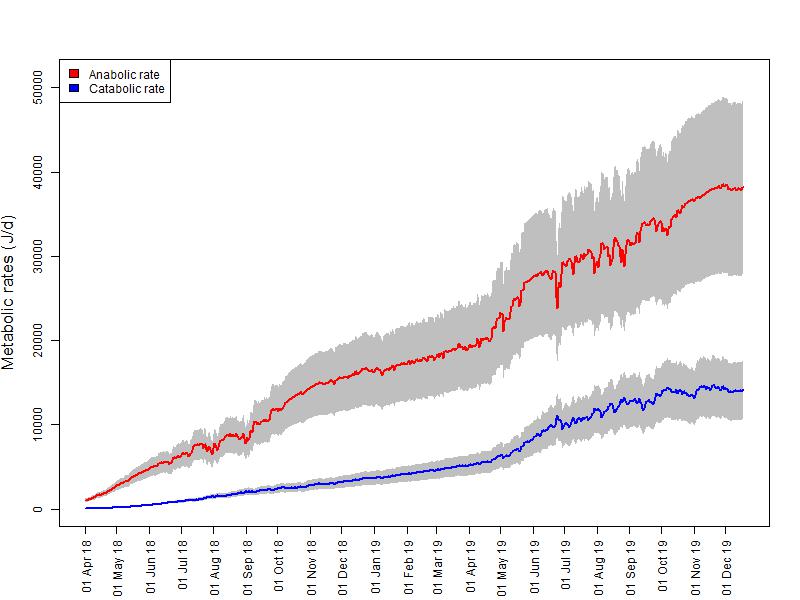 Anabolic rate
Catabolic rate
Metabolic rates (J/d)
50000
40000
30000
20000
10000
0
01 Apr 18
01 May 18
01 Jun 18
01 Jul 18
01 Aug 18
01 Sep 18
01 Oct 18
01 Nov 18
01 Dec 18
01 Jan 19
01 Feb 19
01 Mar 19
01 Apr 19
01 May 19
01 Jun 19
01 Jul 19
01 Aug 19
01 Sep 19
01 Oct 19
01 Nov 19
01 Dec 19